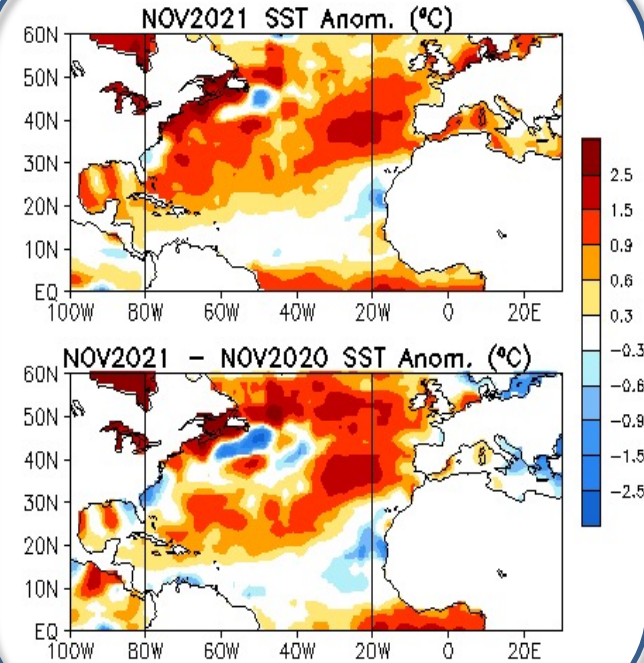 NOV2021 SST Anom. (°C)
60N
50N
40N
30N
20N
10N
EQ
100W 80W 60W 40W 20W 0 20E
2.5
1.5
0.9
0.6
0.3
-0.3
-0.6
-0.9
-1.5
-2.5
NOV2021 - NOV2020 SST Anom. (°C)
60N
50N
40N
30N
20N
10N
EQ
100W 80W 60W 40W 20W 0 20E